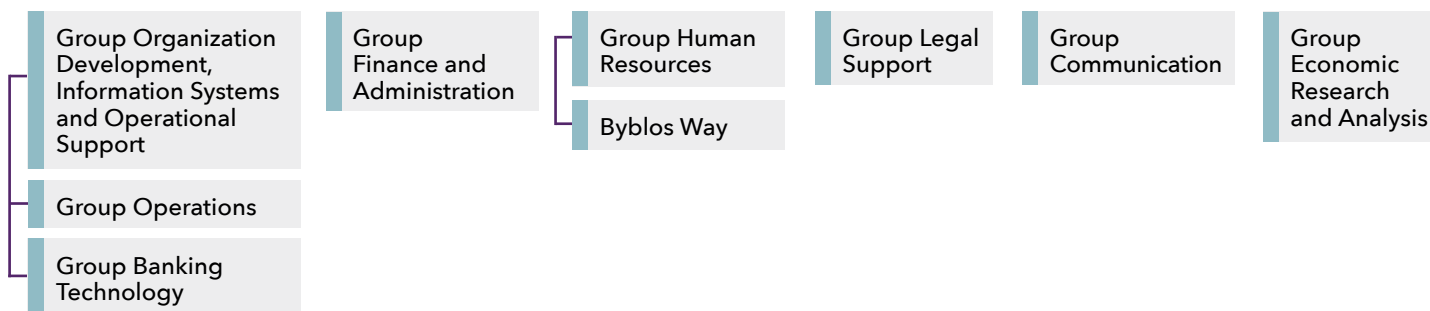 Group Organization
Development,
Information Systems
and Operational
Support
Group Operations
Group Banking
Technology
Group
Finance and
Administration
Group Human
Resources
Byblos Way
Group Legal
Support
Group
Communication
Group
Economic
Research
and Analysis